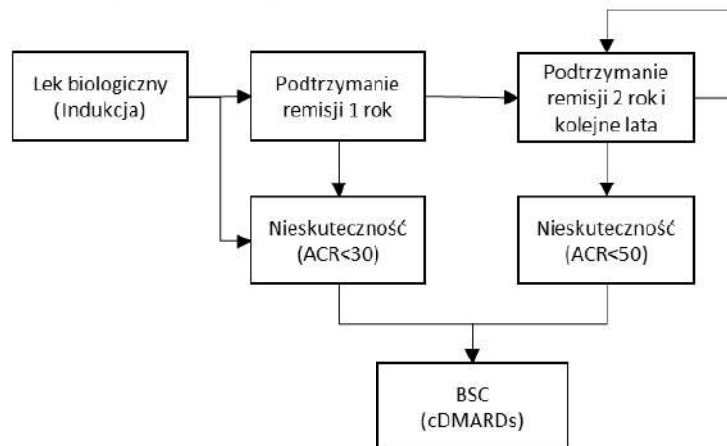 Lek biologiczny
(Indukcja)
Podtrzymanie
remisji 1 rok
Podtrzymanie
remisji 2 rok i
kolejne lata
Nieskuteczność
(ACR<30)
Nieskuteczność
(ACR<50)
BSC
(cDMARDs)